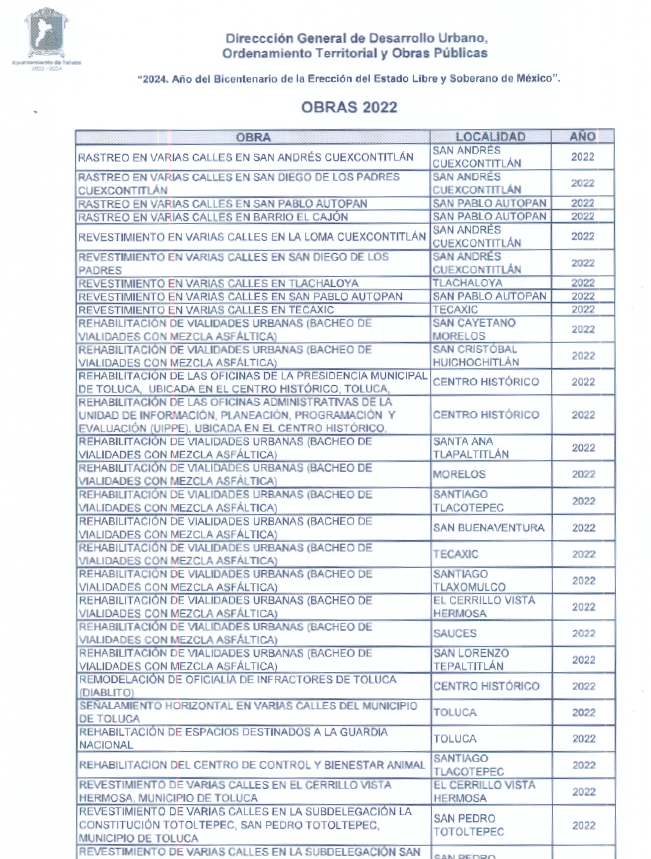 Ayuntamiento de Toluca
2022 - 2024
Direccción General de Desarrollo Urbano,
Ordenamiento Territorial y Obras Públicas
"2024. Año del Bicentenario de la Erección del Estado Libre y Soberano de México".
OBRAS 2022
OBRA LOCALIDAD AÑO
RASTREO EN VARIAS CALLES EN SAN ANDRÉS CUEXCONTITLÁN SAN ANDRÉS
CUEXCONTITLÁN 2022
RASTREO EN VARIAS CALLES EN SAN DIEGO DE LOS PADRES
CUEXCONTITLÁN SAN ANDRÉS
CUEXCONTITLÁN 2022
RASTREO EN VARIAS CALLES EN SAN PABLO AUTOPAN SAN PABLO AUTOPAN 2022
RASTREO EN VARIAS CALLES EN BARRIO EL CAJÓN SAN PABLO AUTOPAN 2022
REVESTIMIENTO EN VARIAS CALLES EN LA LOMA CUEXCONTITLÁN SAN ANDRÉS
CUEXCONTITLÁN 2022
REVESTIMIENTO EN VARIAS CALLES EN SAN DIEGO DE LOS
PADRES SAN ANDRÉS
CUEXCONTITLÁN 2022
REVESTIMIENTO EN VARIAS CALLES EN TLACHALOYA TLACHALOYA 2022
REVESTIMIENTO EN VARIAS CALLES EN SAN PABLO AUTOPAN SAN PABLO AUTOPAN 2022
REVESTIMIENTO EN VARIAS CALLES EN TECAXIC TECAXIC 2022
REHABILITACIÓN DE VIALIDADES URBANAS (BACHEO DE
VIALIDADES CON MEZCLA ASFÁLTICA) SAN CAYETANO
MORELOS 2022
REHABILITACIÓN DE VIALIDADES URBANAS (BACHEO DE
VIALIDADES CON MEZCLA ASFÁLTICA) SAN CRISTÓBAL
HUICHOCHITLÁN 2022
REHABILITACIÓN DE LAS OFICINAS DE LA PRESIDENCIA MUNICIPAL
DE TOLUCA, UBICADA EN EL CENTRO HISTÓRICO, TOLUCA, CENTRO HISTÓRICO 2022
REHABILITACIÓN DE LAS OFICINAS ADMINISTRATIVAS DE LA
UNIDAD DE INFORMACIÓN, PLANEACIÓN, PROGRAMACIÓN Y
EVALUACIÓN (UIPPE), UBICADA EN EL CENTRO HISTÓRICO, CENTRO HISTÓRICO 2022
REHABILITACIÓN DE VIALIDADES URBANAS (BACHEO DE
VIALIDADES CON MEZCLA ASFÁLTICA) SANTA ANA
TLAPALTITLÁN 2022
REHABILITACIÓN DE VIALIDADES URBANAS (BACHEO DE
VIALIDADES CON MEZCLA ASFÁLTICA) MORELOS 2022
REHABILITACIÓN DE VIALIDADES URBANAS (BACHEO DE
VIALIDADES CON MEZCLA ASFÁLTICA) SANTIAGO
TLACOTEPEC 2022
REHABILITACIÓN DE VIALIDADES URBANAS (BACHEO DE
VIALIDADES CON MEZCLA ASFÁLTICA) SAN BUENAVENTURA 2022
REHABILITACIÓN DE VIALIDADES URBANAS (BACHEO DE
VIALIDADES CON MEZCLA ASFÁLTICA) TECAXIC 2022
REHABILITACIÓN DE VIALIDADES URBANAS (BACHEO DE
VIALIDADES CON MEZCLA ASFÁLTICA) SANTIAGO
TLAXOMULCO 2022
REHABILITACIÓN DE VIALIDADES URBANAS (BACHEO DE
VIALIDADES CON MEZCLA ASFÁLTICA) EL CERRILLO VISTA
HERMOSA 2022
REHABILITACIÓN DE VIALIDADES URBANAS (BACHEO DE
VIALIDADES CON MEZCLA ASFÁLTICA) SAUCES 2022
REHABILITACIÓN DE VIALIDADES URBANAS (BACHEO DE
VIALIDADES CON MEZCLA ASFÁLTICA) SAN LORENZO
TEPALTITLÁN 2022
REMODELACIÓN DE OFICIALÍA DE INFRACTORES DE TOLUCA
(DIABLITO) CENTRO HISTÓRICO 2022
SEÑALAMIENTO HORIZONTAL EN VARIAS CALLES DEL MUNICIPIO
DE TOLUCA TOLUCA 2022
REHABILTACIÓN DE ESPACIOS DESTINADOS A LA GUARDIA
NACIONAL TOLUCA 2022
REHABILITACION DEL CENTRO DE CONTROL Y BIENESTAR ANIMAL SANTIAGO
TLACOTEPEC 2022
REVESTIMIENTO DE VARIAS CALLES EN EL CERRILLO VISTA
HERMOSA, MUNICIPIO DE TOLUCA EL CERRILLO VISTA
HERMOSA 2022
REVESTIMIENTO DE VARIAS CALLES EN LA SUBDELEGACIÓN LA
CONSTITUCIÓN TOTOLTEPEC, SAN PEDRO TOTOLTEPEC,
MUNICIPIO DE TOLUCA SAN PEDRO
TOTOLTEPEC 2022
REVESTIMIENTO DE VARIAS CALLES EN LA SUBDELEGACIÓN SAN SAN PEDRO